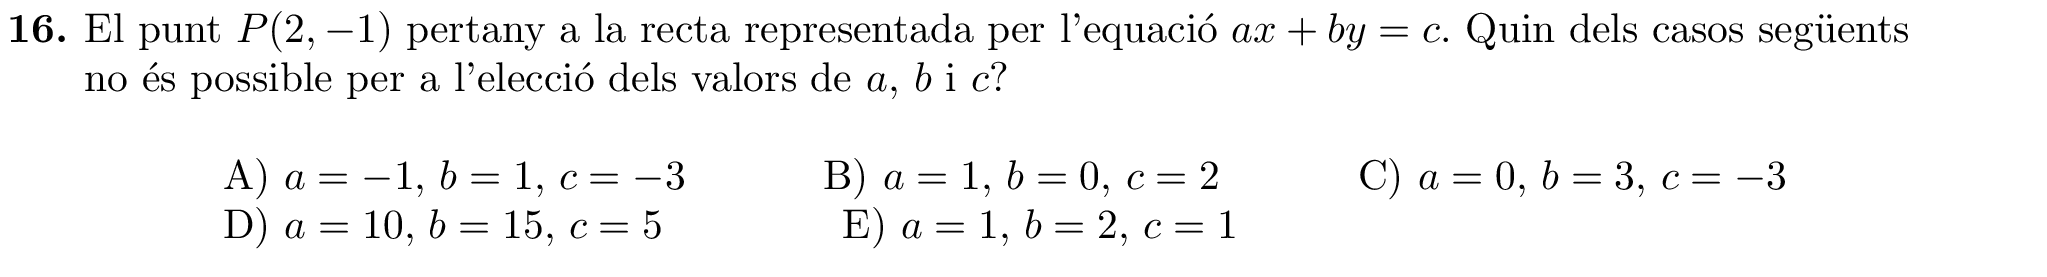 16. El punt P(2, −1) pertany a la recta representada per l'equació ax + by = c. Quin dels casos següents
no és possible per a l'elecció dels valors de a, b i c?
A) a = −1, b = 1, c = −3 B) a = 1, b = 0, c = 2 C) a = 0, b = 3, c = −3
D) a = 10, b = 15, c = 5 E) a = 1, b = 2, c = 1